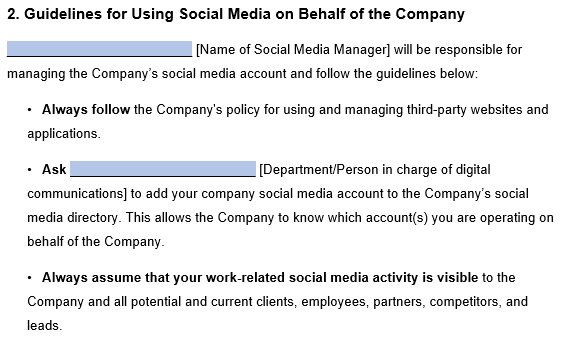 2. Guidelines for Using Social Media on Behalf of the Company
[Name of Social Media Manager] will be responsible for
managing the Company's social media account and follow the guidelines below:
• Always follow the Company's policy for using and managing third-party websites and
applications.
• Ask [Department/Person in charge of digital
communications] to add your company social media account to the Company's social
media directory. This allows the Company to know which account(s) you are operating on
behalf of the Company.
• Always assume that your work-related social media activity is visible to the
Company and all potential and current clients, employees, partners, competitors, and
leads.